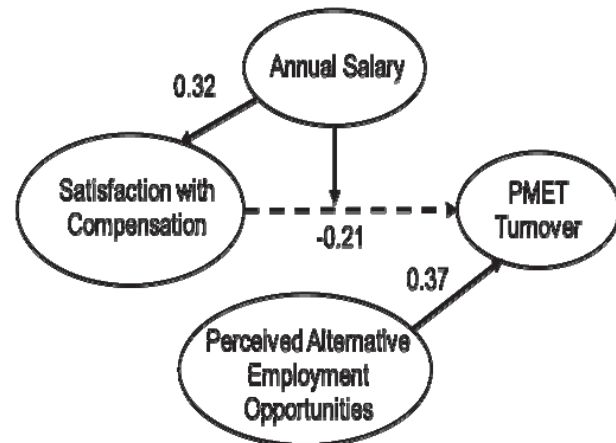 Annual Salary
0.32
Satisfaction with
Compensation
-0.21
PMET
Turnover
0.37
Perceived Alternative
Employment
Opportunities